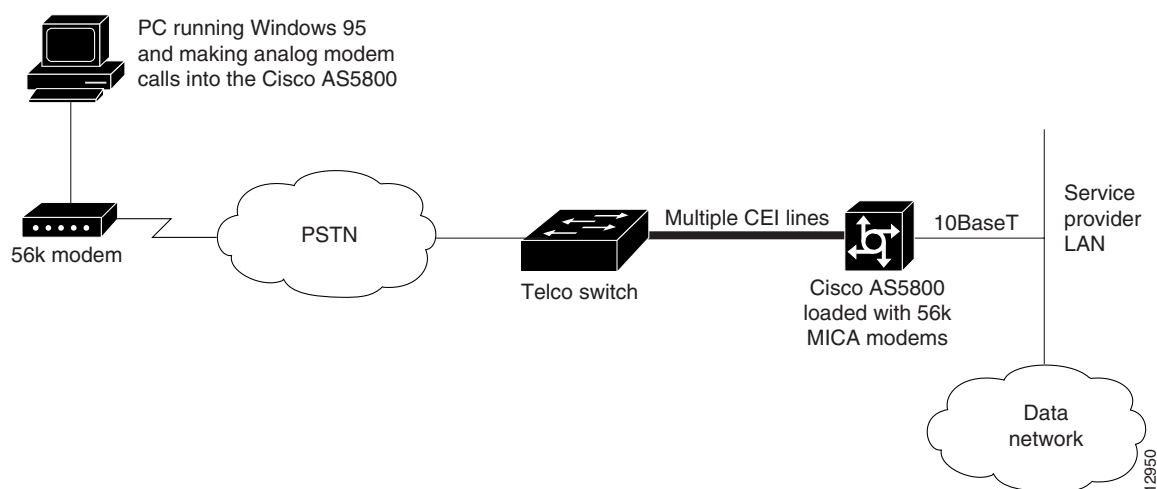 PC running Windows 95
and making analog modem
calls into the Cisco AS5800
56k modem
PSTN
Telco switch
Multiple CEI lines
Cisco AS5800
loaded with 56k
MICA modems
10BaseT
Service
provider
LAN
Data
network
12950